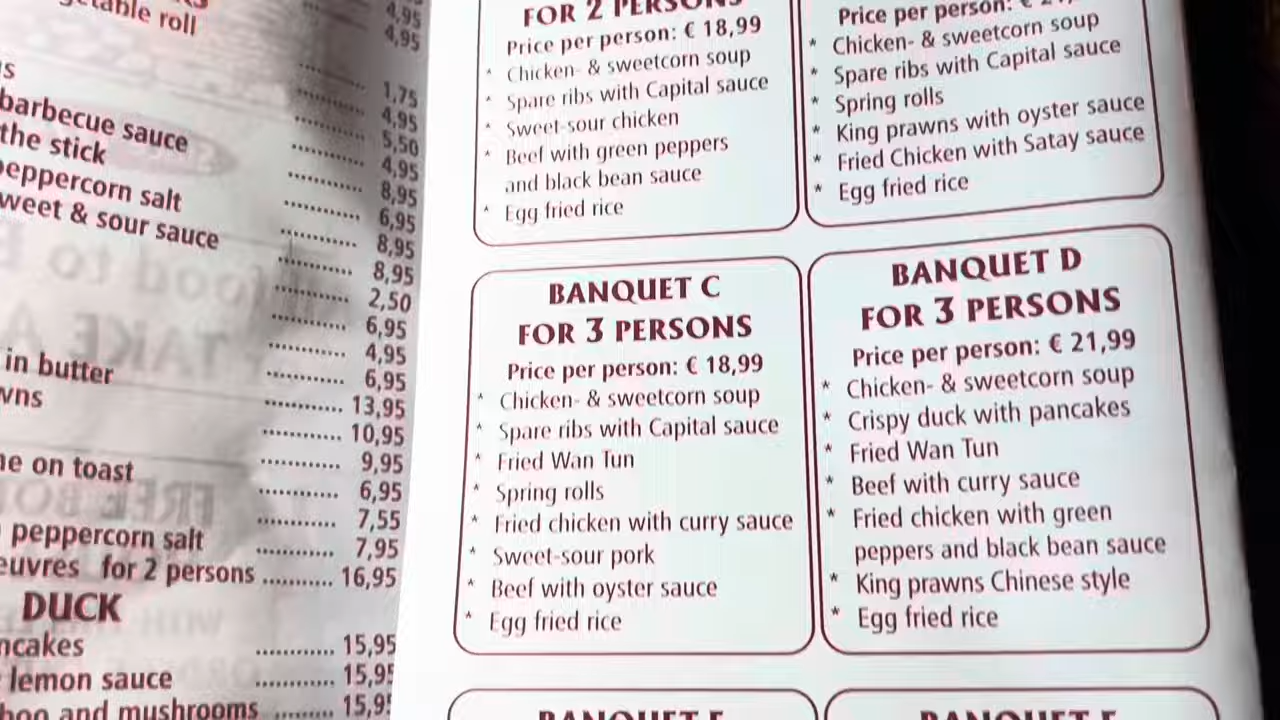 4,95
getable roll
4,95
1,75
4,95
barbecue sauce
5,50
the stick
4,95
peppercorn salt
8,95
sweet & sour sauce
6,95
8,95
8,95
2,50
6,95
4,95
in butter
6,95
13,95
10,95
9,95
on toast
6,95
7,55
peppercorn salt
7,95
for 2 persons 16,95
DUCK
15,95
lemon sauce
15,95
and mushrooms
15,9
FOR 2 PERSONS
Price per person: € 18,99
* Chicken- & sweetcorn soup
* Spare ribs with Capital sauce
* Sweet-sour chicken
* Beef with green peppers
and black bean sauce
* Egg fried rice
Price per person: €
* Chicken- & sweetcorn soup
* Spare ribs with Capital sauce
* Spring rolls
* King prawns with oyster sauce
* Fried Chicken with Satay sauce
* Egg fried rice
BANQUET C
FOR 3 PERSONS
Price per person: € 18,99
* Chicken- & sweetcorn soup
* Spare ribs with Capital sauce
* Fried Wan Tun
* Spring rolls
* Fried chicken with curry sauce
* Sweet-sour pork
* Beef with oyster sauce
* Egg fried rice
BANQUET D
FOR 3 PERSONS
Price per person: € 21,99
* Chicken- & sweetcorn soup
* Crispy duck with pancakes
* Fried Wan Tun
* Beef with curry sauce
* Fried chicken with green
peppers and black bean sauce
* King prawns Chinese style
* Egg fried rice
BANQUET
BANQUET